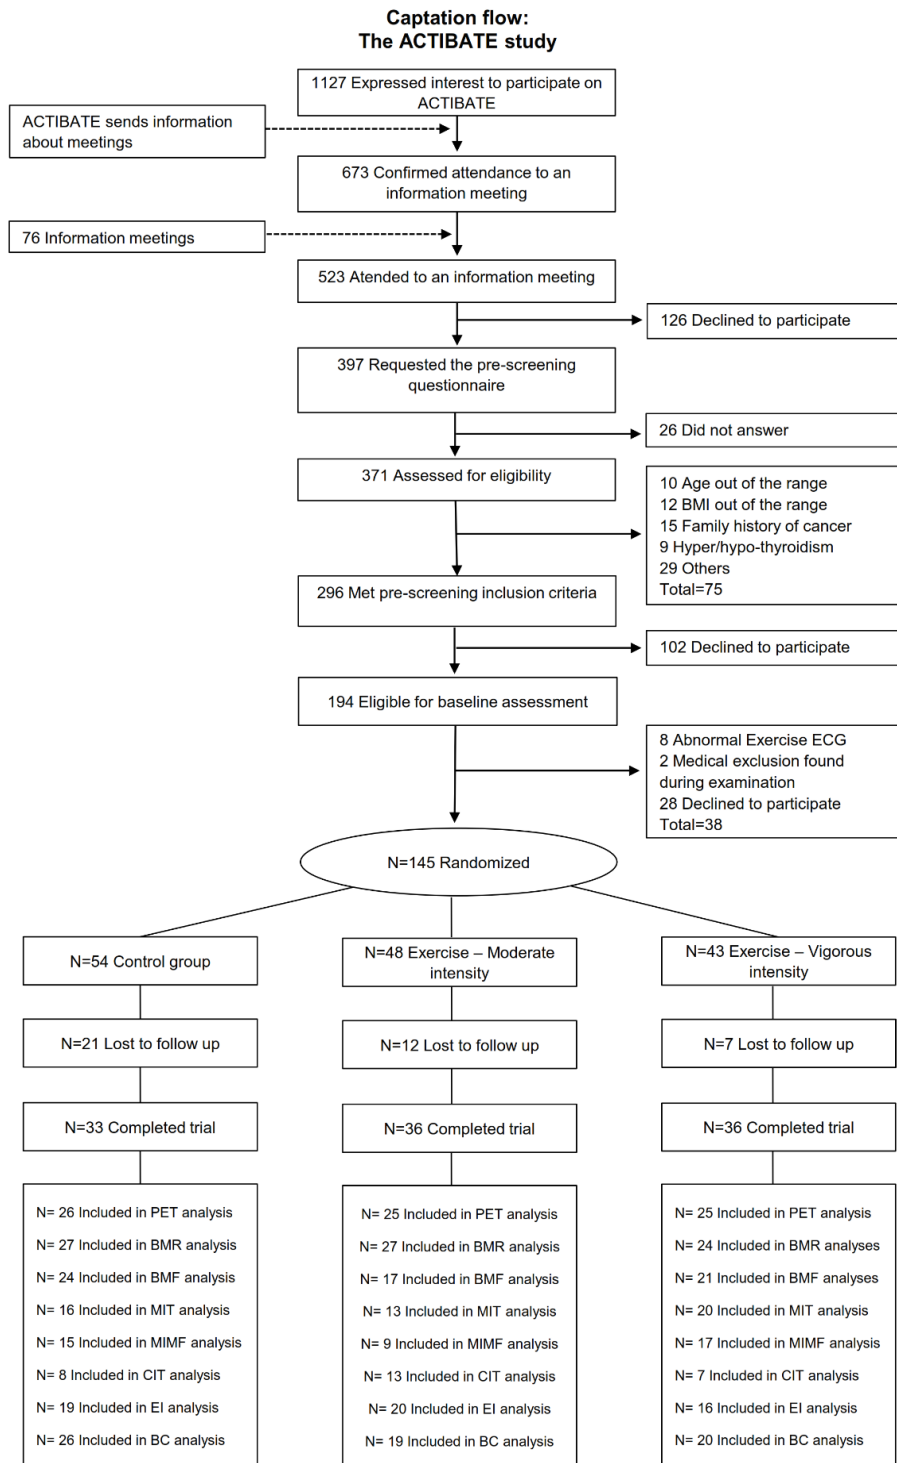 Captation flow:
The ACTIBATE study
1127 Expressed interest to participate on
ACTIBATE
ACTIBATE sends information
about meetings
673 Confirmed attendance to an
information meeting
76 Information meetings
523 Atended to an information meeting
126 Declined to participate
397 Requested the pre-screening
questionnaire
26 Did not answer
371 Assessed for eligibility
10 Age out of the range
12 BMI out of the range
15 Family history of cancer
9 Hyper/hypo-thyroidism
29 Others
Total=75
296 Met pre-screening inclusion criteria
102 Declined to participate
194 Eligible for baseline assessment
8 Abnormal Exercise ECG
2 Medical exclusion found
during examination
28 Declined to participate
Total=38
N=145 Randomized
N=54 Control group
N=48 Exercise – Moderate
intensity
N=43 Exercise – Vigorous
intensity
N=21 Lost to follow up
N=12 Lost to follow up
N=7 Lost to follow up
N=33 Completed trial
N=36 Completed trial
N=36 Completed trial
N= 26 Included in PET analysis
N= 27 Included in BMR analysis
N= 24 Included in BMF analysis
N= 16 Included in MIT analysis
N= 15 Included in MIMF analysis
N= 8 Included in CIT analysis
N= 19 Included in EI analysis
N= 26 Included in BC analysis
N= 25 Included in PET analysis
N= 27 Included in BMR analysis
N= 17 Included in BMF analysis
N= 13 Included in MIT analysis
N= 9 Included in MIMF analysis
N= 13 Included in CIT analysis
N= 20 Included in EI analysis
N= 19 Included in BC analysis
N= 25 Included in PET analysis
N= 24 Included in BMR analyses
N= 21 Included in BMF analyses
N= 20 Included in MIT analysis
N= 17 Included in MIMF analysis
N= 7 Included in CIT analysis
N= 16 Included in EI analysis
N= 20 Included in BC analysis